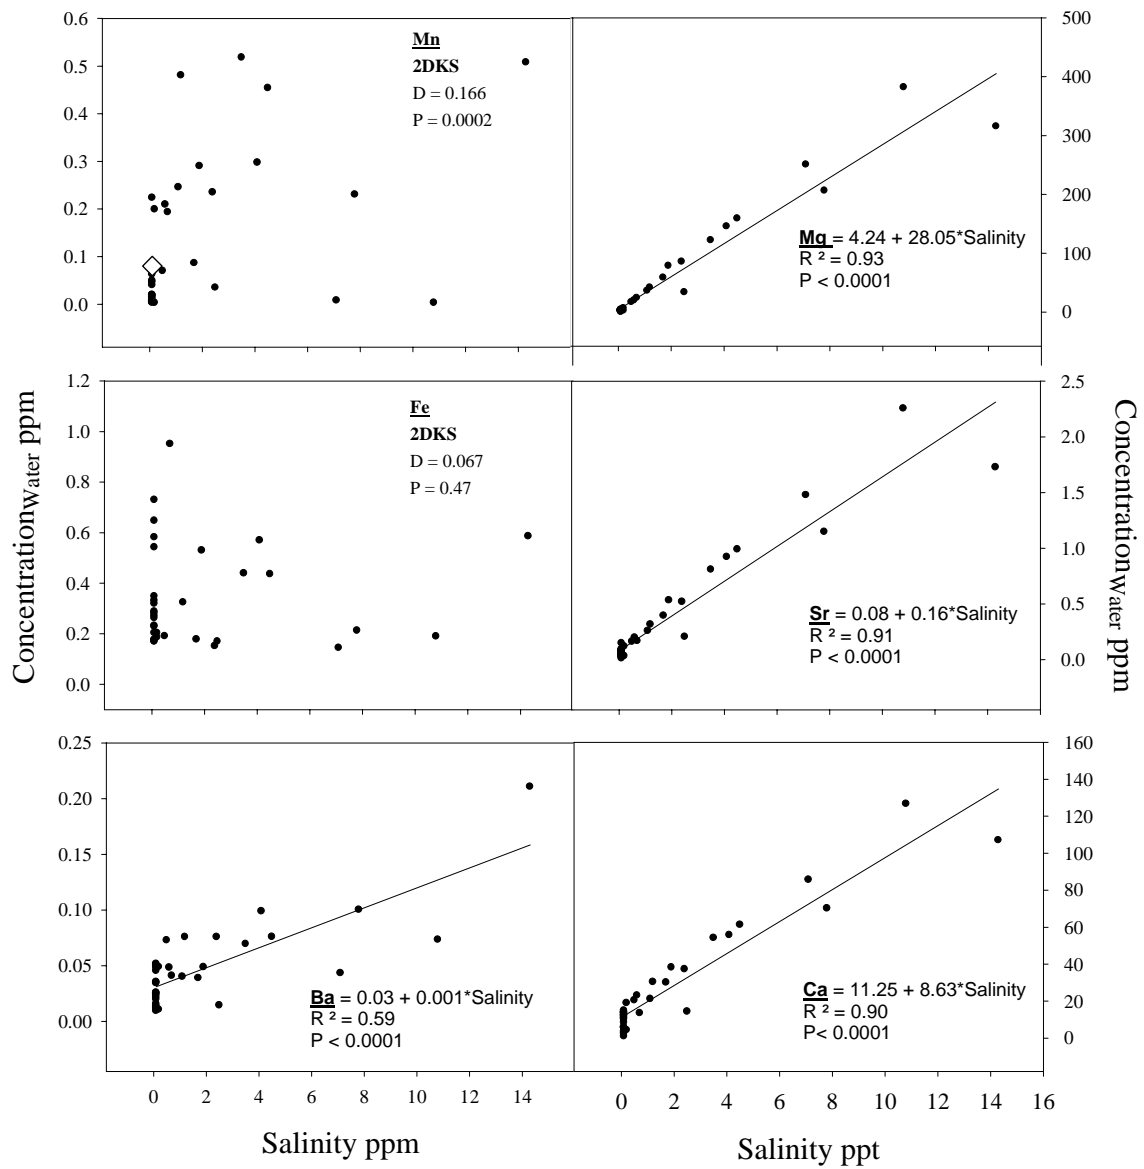 0.6
0.5
0.4
0.3
0.2
0.1
0.0
Mn
2DKS
D = 0.166
P = 0.0002
500
400
300
200
100
0
Mg = 4.24 + 28.05*Salinity
R ² = 0.93
P < 0.0001
Concentration Water ppm
1.2
1.0
0.8
0.6
0.4
0.2
0.0
Fe
2DKS
D = 0.067
P = 0.47
2.5
2.0
1.5
1.0
0.5
0.0
Sr = 0.08 + 0.16*Salinity
R ² = 0.91
P < 0.0001
Concentration Water ppm
0.25
0.20
0.15
0.10
0.05
0.00
Ba = 0.03 + 0.001*Salinity
R ² = 0.59
P < 0.0001
0 2 4 6 8 10 12 14
Salinity ppm
160
140
120
100
80
60
40
20
0
Ca = 11.25 + 8.63*Salinity
R ² = 0.90
P< 0.0001
0 2 4 6 8 10 12 14 16
Salinity ppt